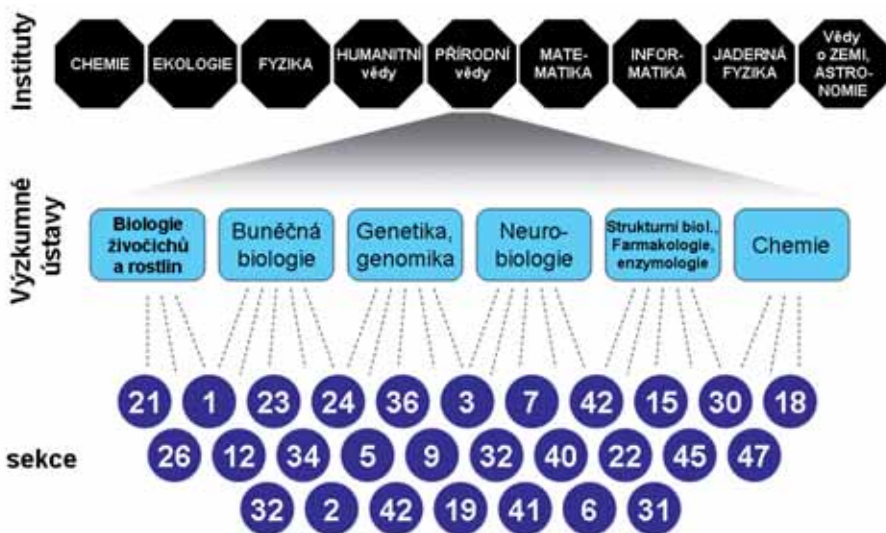 Instituty
CHEMIE
EKOLOGIE
FYZIKA
HUMANITNÍ
vědy
PŘÍRODNÍ
vědy
MATE-
MATIKA
INFOR-
MATIKA
JADERNÁ
FYZIKA
Vědy
o ZEMI,
ASTRO-
NOMIE
Výzkumné
ústavy
Biologie
živočichů
a rostlin
Buněčná
biologie
Genetika,
genomika
Neuro-
biologie
Strukturní biol.,
Farmakologie,
enzymologie
Chemie
21 1 23 24 36 3 7 42 15 30 18
sekce
26 12 34 5 9 32 40 22 45 47
32 2 42 19 41 6 31